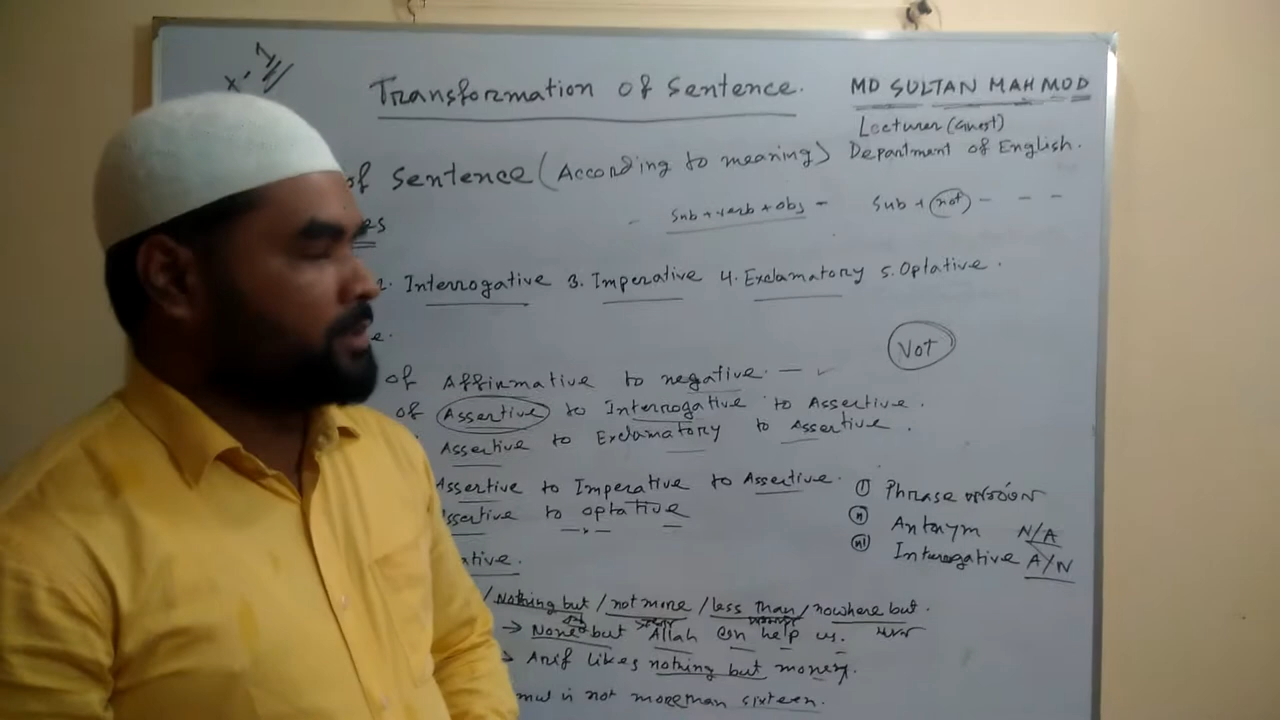 Transformation of Sentence.
MD SULTAN MAHMOD
Lecturer (Guest)
Department of English.
of Sentence (According to meaning)
Sub + verb + obj
Sub + not - - -
es
2. Interrogative 3. Imperative 4. Exclamatory 5. Optative.
e.
Not
of Affirmative to negative.
of Assertive to Interrogative to Assertive.
Assertive to Exclamatory to Assertive.
Assertive to Imperative to Assertive.
ssertive to optative
i Phrase
ii Antonym N/A
iii Interogative A/N
ative.
/Nothing but/not more/less than/nowhere but.
→ None but Allah can help us.
→ Arif likes nothing but money.
is not more than sixteen.